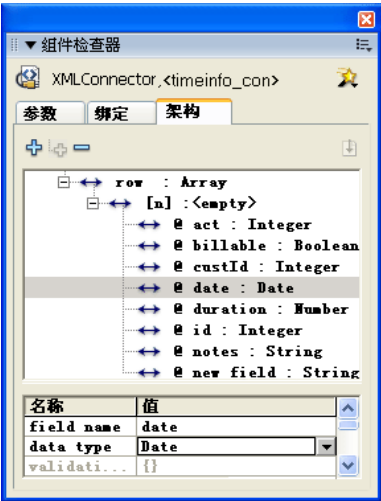 组件检查器
XMLConnector,<timeinfo_con>
参数 绑定 架构
row : Array
[n] :<empty>
@ act : Integer
@ billable : Boolean
@ custId : Integer
@ date : Date
@ duration : Number
@ id : Integer
@ notes : String
@ new field : String
名称 值
field name date
data type Date
validati... {}